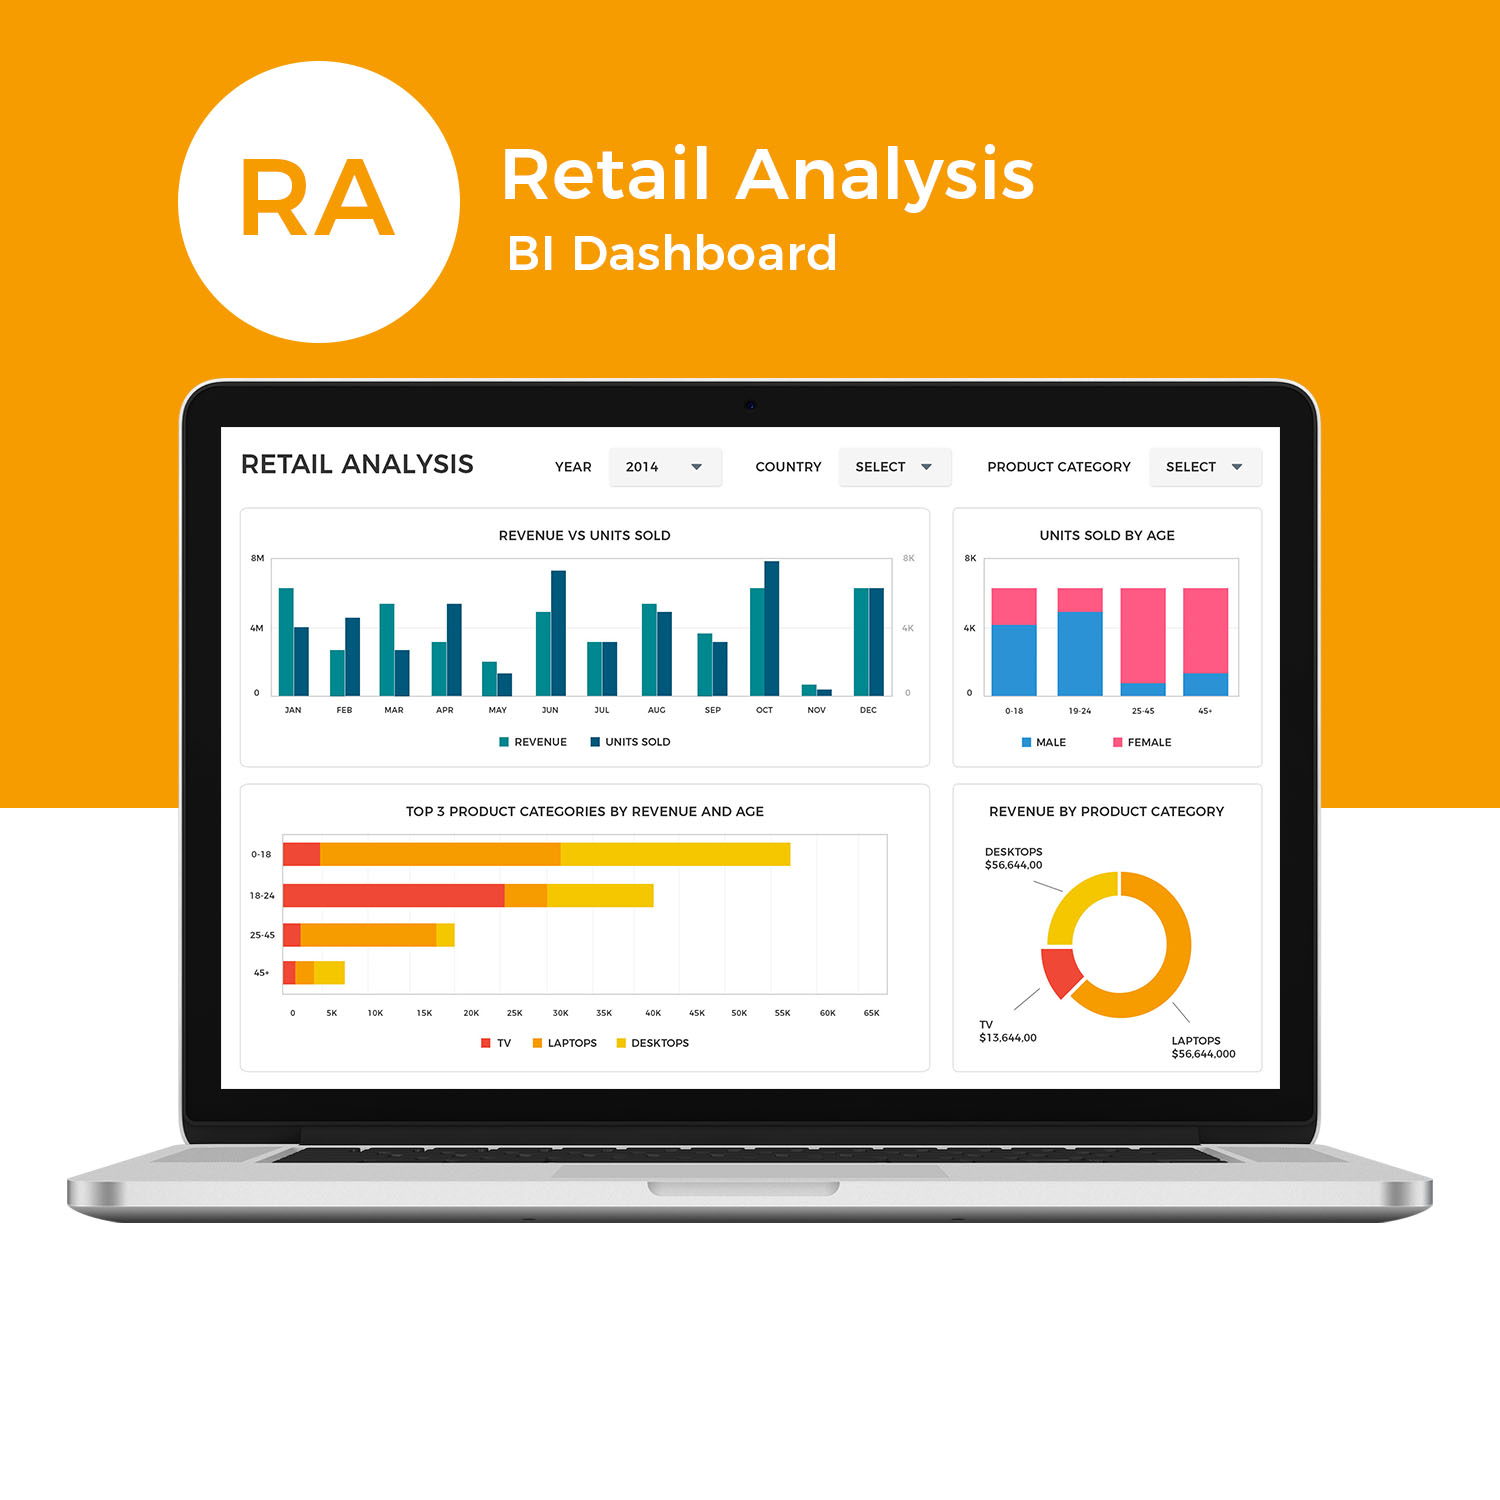 RA
Retail Analysis
BI Dashboard
RETAIL ANALYSIS
YEAR 2014 COUNTRY SELECT PRODUCT CATEGORY SELECT
REVENUE VS UNITS SOLD
8M 8K
4M 4K
0 0
JAN FEB MAR APR MAY JUN JUL AUG SEP OCT NOV DEC
REVENUE UNITS SOLD
UNITS SOLD BY AGE
8K
4K
0
0-18 19-24 25-45 45+
MALE FEMALE
TOP 3 PRODUCT CATEGORIES BY REVENUE AND AGE
0-18
18-24
25-45
45+
0 5K 10K 15K 20K 25K 30K 35K 40K 45K 50K 55K 60K 65K
TV LAPTOPS DESKTOPS
REVENUE BY PRODUCT CATEGORY
DESKTOPS
$56,644,00
TV
$13,644,00
LAPTOPS
$56,644,000